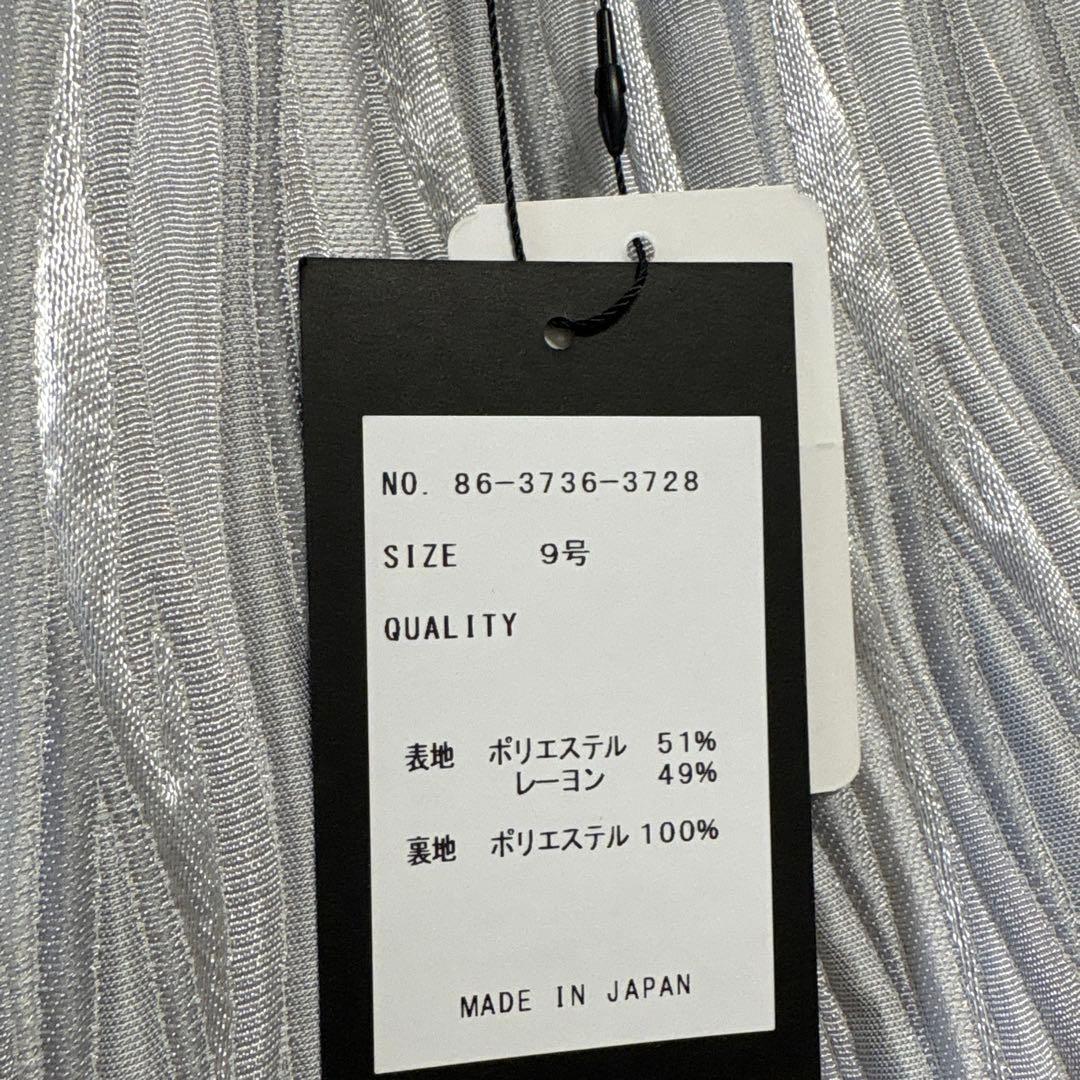 NO. 86-3736-3728
SIZE 9号
QUALITY
表地 ポリエステル 51%
レーヨン 49%
裏地 ポリエステル 100%
MADE IN JAPAN